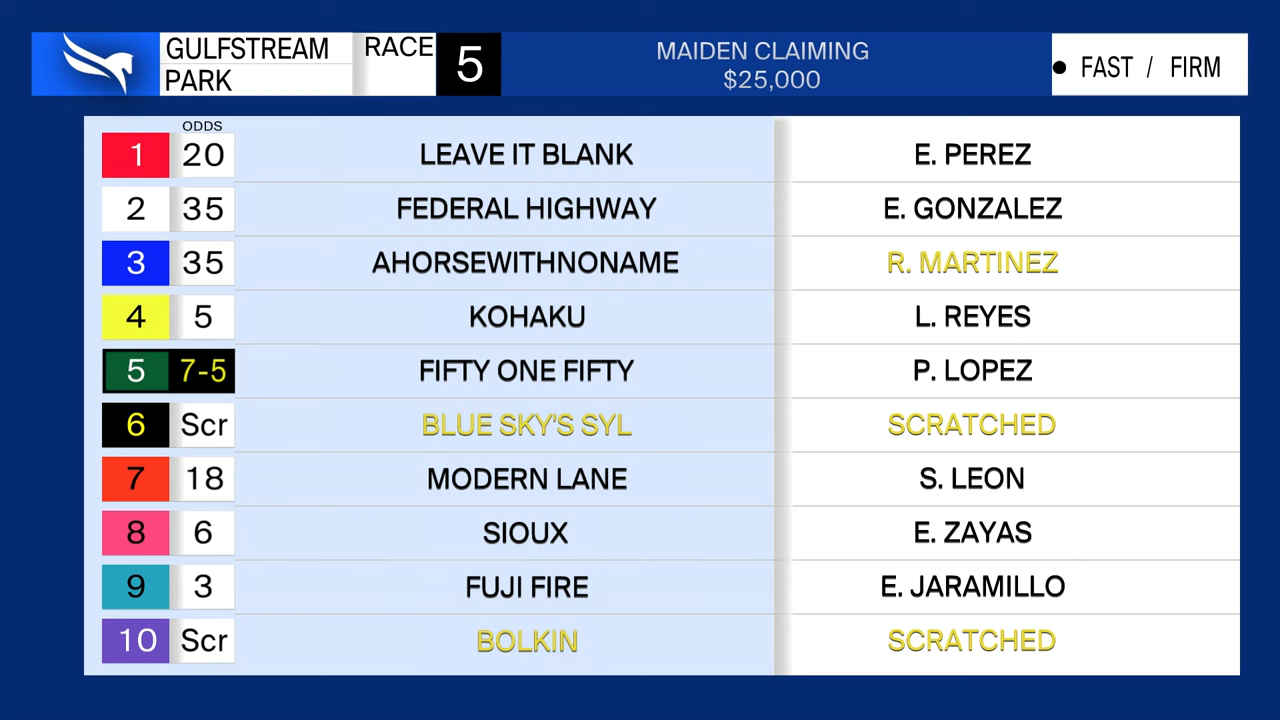 GULFSTREAM PARK RACE 5 MAIDEN CLAIMING $25,000 ● FAST / FIRM
ODDS
1 20 LEAVE IT BLANK E. PEREZ
2 35 FEDERAL HIGHWAY E. GONZALEZ
3 35 AHORSEWITHNONAME R. MARTINEZ
4 5 KOHAKU L. REYES
5 7-5 FIFTY ONE FIFTY P. LOPEZ
6 Scr BLUE SKY'S SYL SCRATCHED
7 18 MODERN LANE S. LEON
8 6 SIOUX E. ZAYAS
9 3 FUJI FIRE E. JARAMILLO
10 Scr BOLKIN SCRATCHED